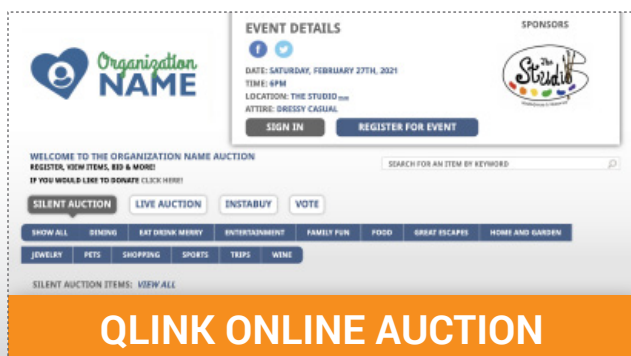 Organization
NAME
EVENT DETAILS
DATE: SATURDAY, FEBRUARY 27TH, 2021
TIME: 6PM
LOCATION: THE STUDIO
ATTIRE: DRESSY CASUAL
SIGN IN
REGISTER FOR EVENT
SPONSORS
The
Studio
WELCOME TO THE ORGANIZATION NAME AUCTION
REGISTER, VIEW ITEMS, BID & MORE!
IF YOU WOULD LIKE TO DONATE CLICK HERE!
SEARCH FOR AN ITEM BY KEYWORD
SILENT AUCTION
LIVE AUCTION
INSTABUY
VOTE
SHOW ALL DINING EAT DRINK MERRY ENTERTAINMENT FAMILY FUN FOOD GREAT ESCAPES HOME AND GARDEN
JEWELRY PETS SHOPPING SPORTS TRIPS WINE
SILENT AUCTION ITEMS: VIEW ALL
QLINK ONLINE AUCTION